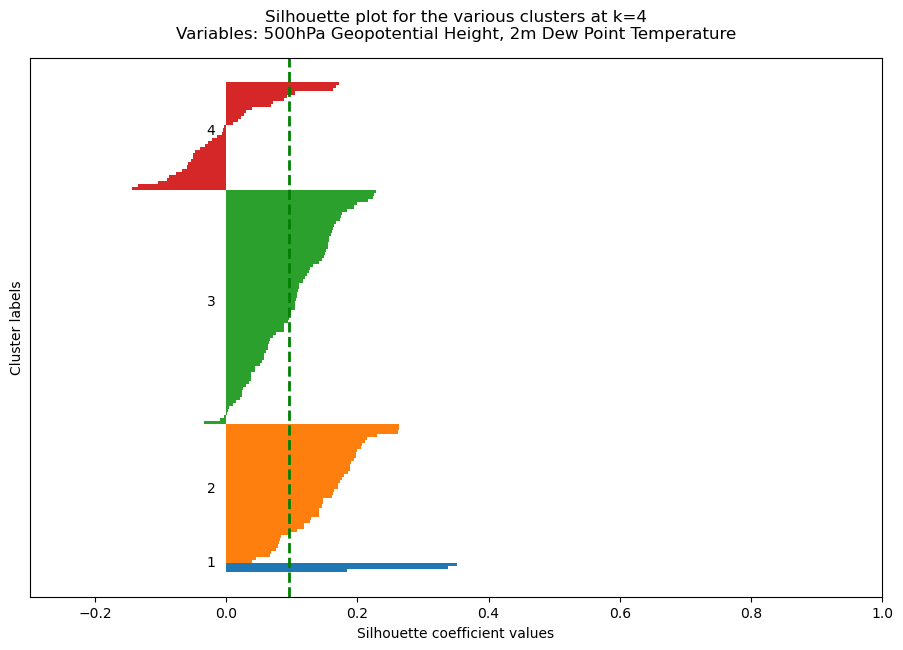 Silhouette plot for the various clusters at k=4
Variables: 500hPa Geopotential Height, 2m Dew Point Temperature
4
3
2
1
Cluster labels
−0.2 0.0 0.2 0.4 0.6 0.8 1.0
Silhouette coefficient values